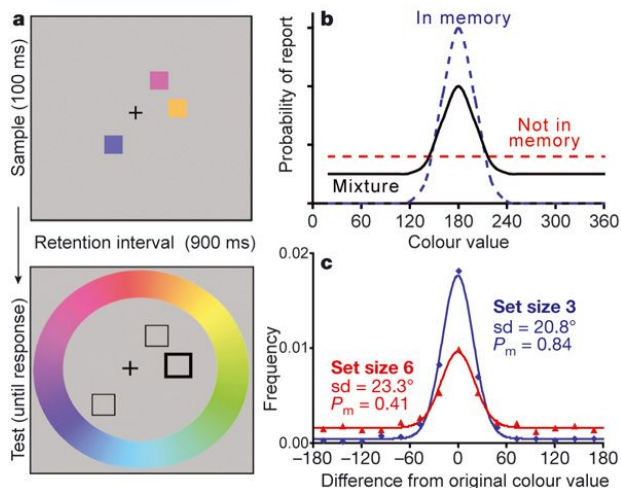 a
Sample (100 ms)
Retention interval (900 ms)
Test (until response)
b
In memory
Not in
memory
Mixture
Probability of report
0 60 120 180 240 300 360
Colour value
c
0.02
0.01
0.00
Frequency
Set size 3
sd = 20.8°
Pm = 0.84
Set size 6
sd = 23.3°
Pm = 0.41
−180 −120 −60 0 60 120 180
Difference from original colour value